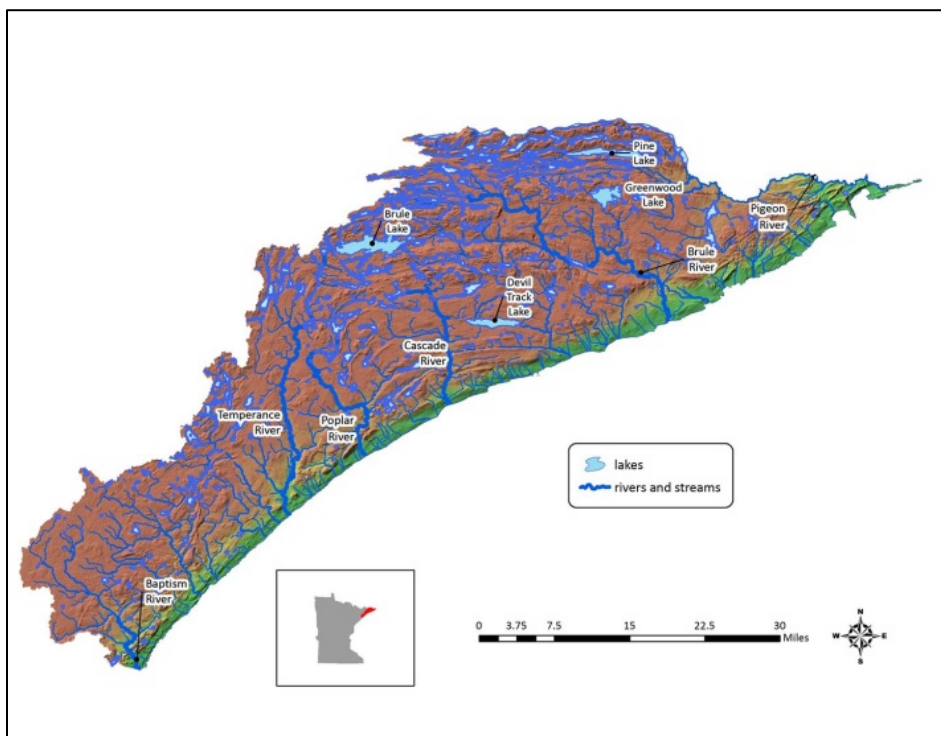 Pine
Lake
Greenwood
Lake
Pigeon
River
Brule
Lake
Brule
River
Devil
Track
Lake
Cascade
River
Temperance
River
Poplar
River
lakes
rivers and streams
Baptism
River
0 3.75 7.5 15 22.5 30
Miles
N
W E
S